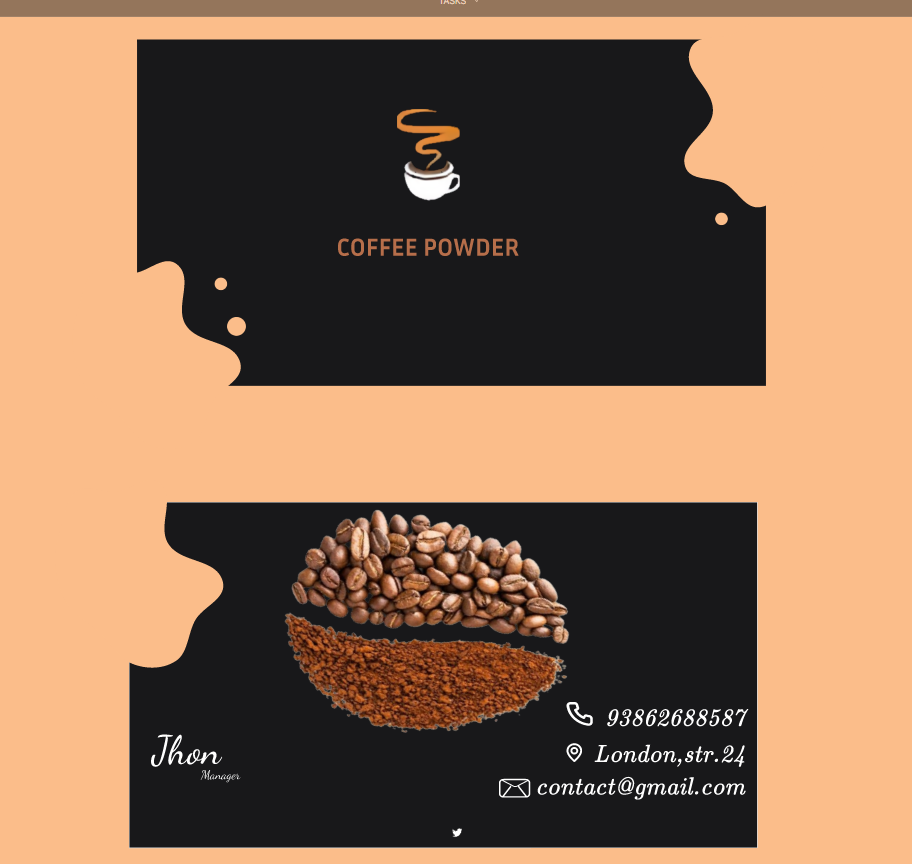 TASKS
COFFEE POWDER
93862688587
Jhon
London,str.24
Manager
contact@gmail.com